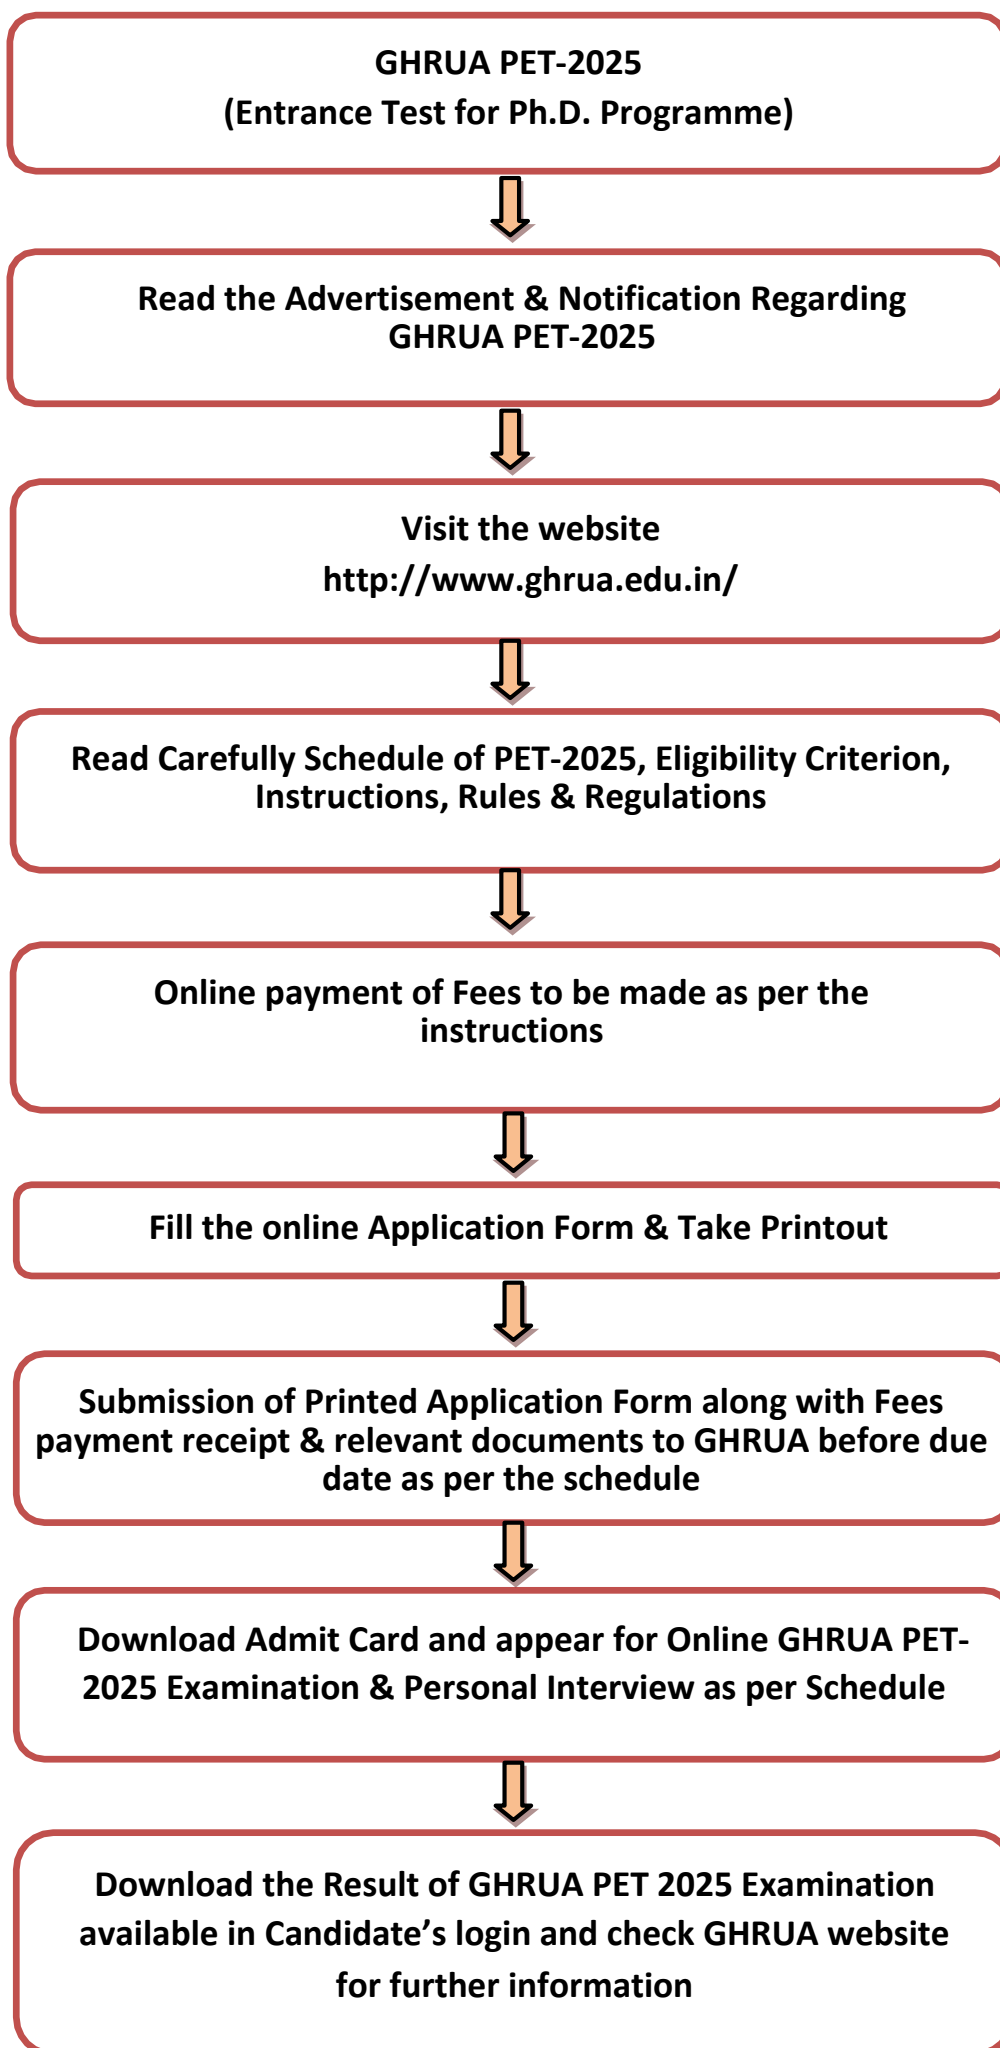 GHRUA PET-2025
(Entrance Test for Ph.D. Programme)
Read the Advertisement & Notification Regarding
GHRUA PET-2025
Visit the website
http://www.ghrua.edu.in/
Read Carefully Schedule of PET-2025, Eligibility Criterion,
Instructions, Rules & Regulations
Online payment of Fees to be made as per the
instructions
Fill the online Application Form & Take Printout
Submission of Printed Application Form along with Fees
payment receipt & relevant documents to GHRUA before due
date as per the schedule
Download Admit Card and appear for Online GHRUA PET-
2025 Examination & Personal Interview as per Schedule
Download the Result of GHRUA PET 2025 Examination
available in Candidate’s login and check GHRUA website
for further information